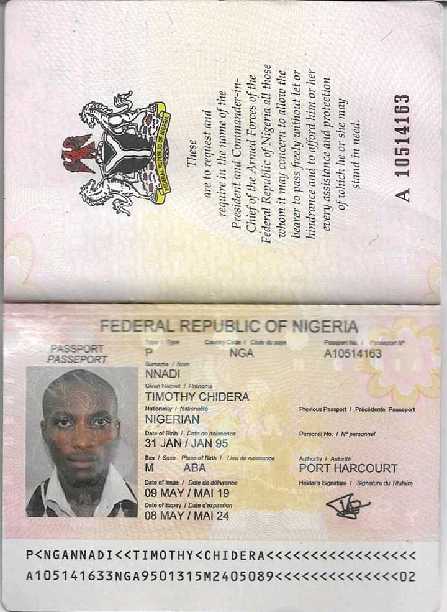 These
are to request and
require in the name of the
President and Commander-in-
Chief of the Armed Forces of the
Federal Republic of Nigeria all those
whom it may concern to allow the
bearer to pass freely without let or
hindrance and to afford him or her
every assistance and protection
of which he or she may
stand in need.
A 10514163
FEDERAL REPUBLIC OF NIGERIA
PASSPORT
PASSEPORT
Type / Type
Country Code / Code du pays
Passport No. / Passeport N°
P
NGA
A10514163
Surname / Nom
NNADI
Given Names / Prénoms
TIMOTHY CHIDERA
Nationality / Nationalité
Previous Passport / Précédente Passeport
NIGERIAN
Date of Birth / Date de naissance
Personal No. / N° personnel
31 JAN / JAN 95
Sex / Sexe
Place of Birth / Lieu de naissance
Authority / Autorité
M
ABA
PORT HARCOURT
Date of Issue / Date de délivrance
Holder's Signature / Signature du titulaire
09 MAY / MAI 19
Date of Expiry / Date d'expiration
08 MAY / MAI 24
P<NGANNADI<<TIMOTHY<CHIDERA<<<<<<<<<<<<<<<<<
A105141633NGA9501315M2405089<<<<<<<<<<<<<<02